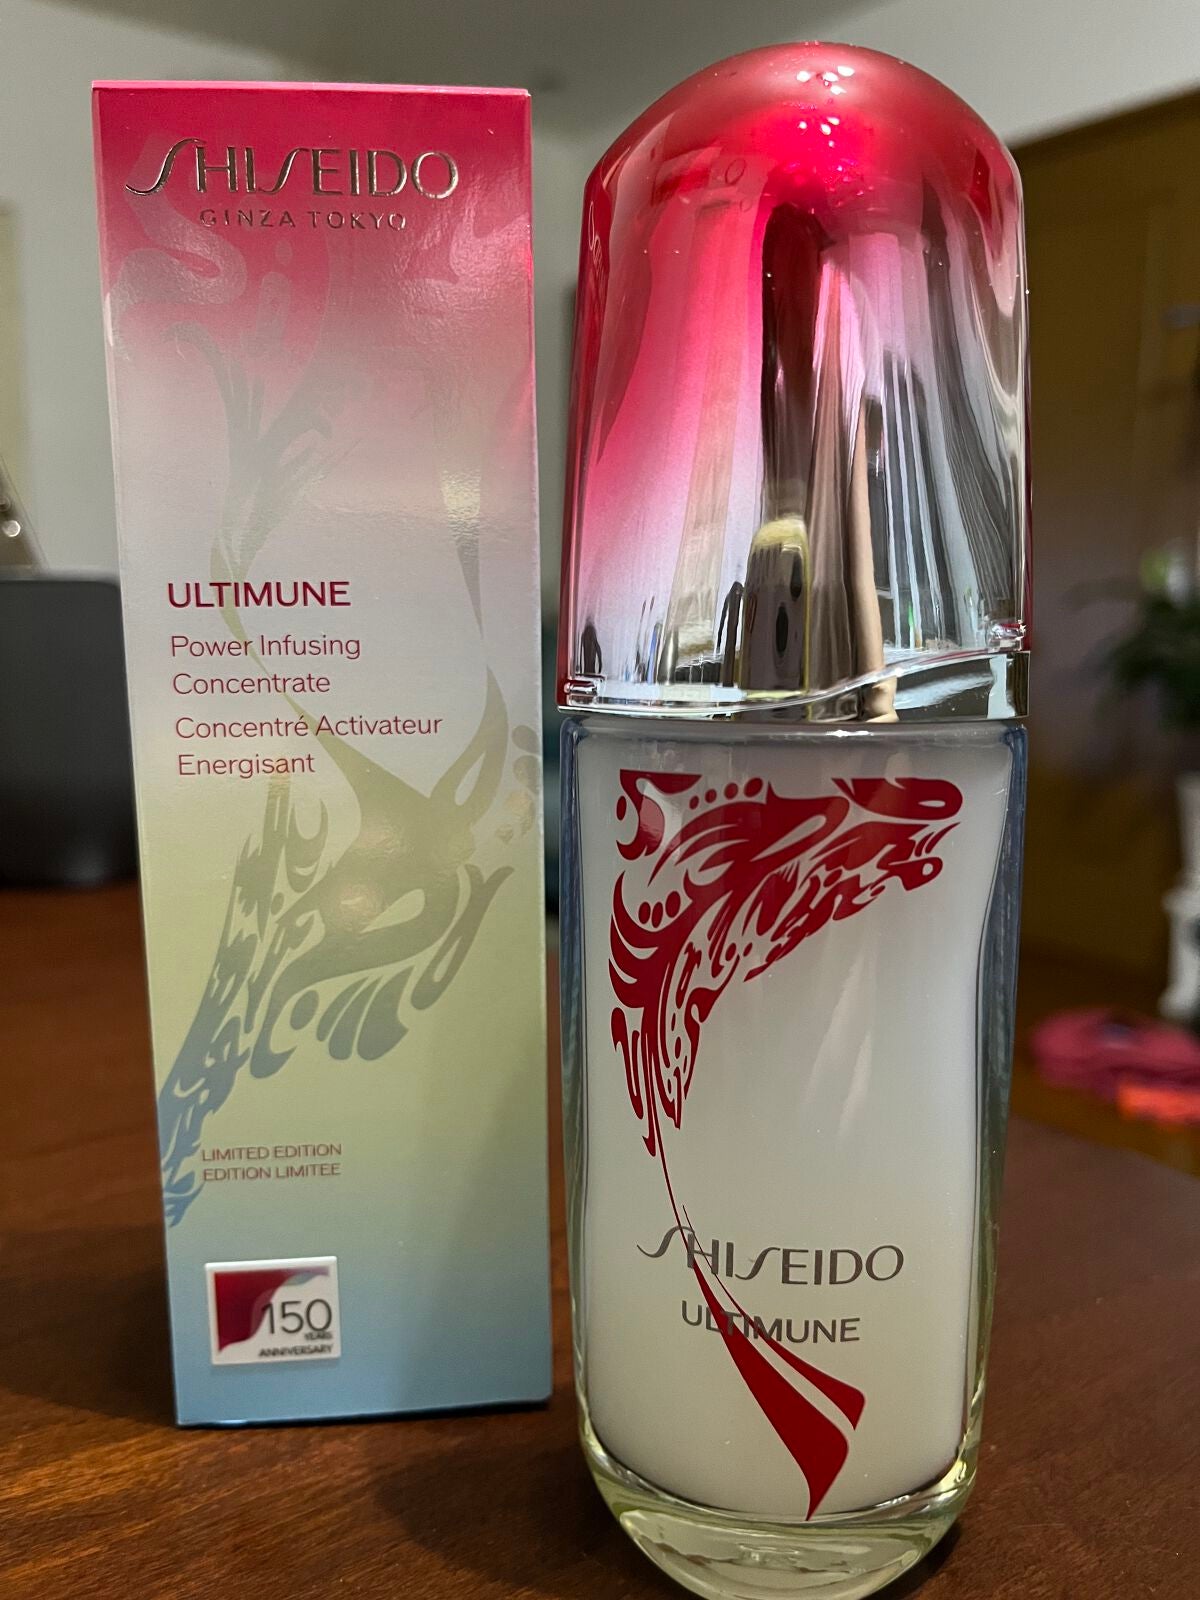 SHISEIDO
GINZA TOKYO
ULTIMUNE
Power Infusing
Concentrate
Concentré Activateur
Energisant
LIMITED EDITION
EDITION LIMITEE
150
YEARS
ANNIVERSARY
SHISEIDO
ULTIMUNE